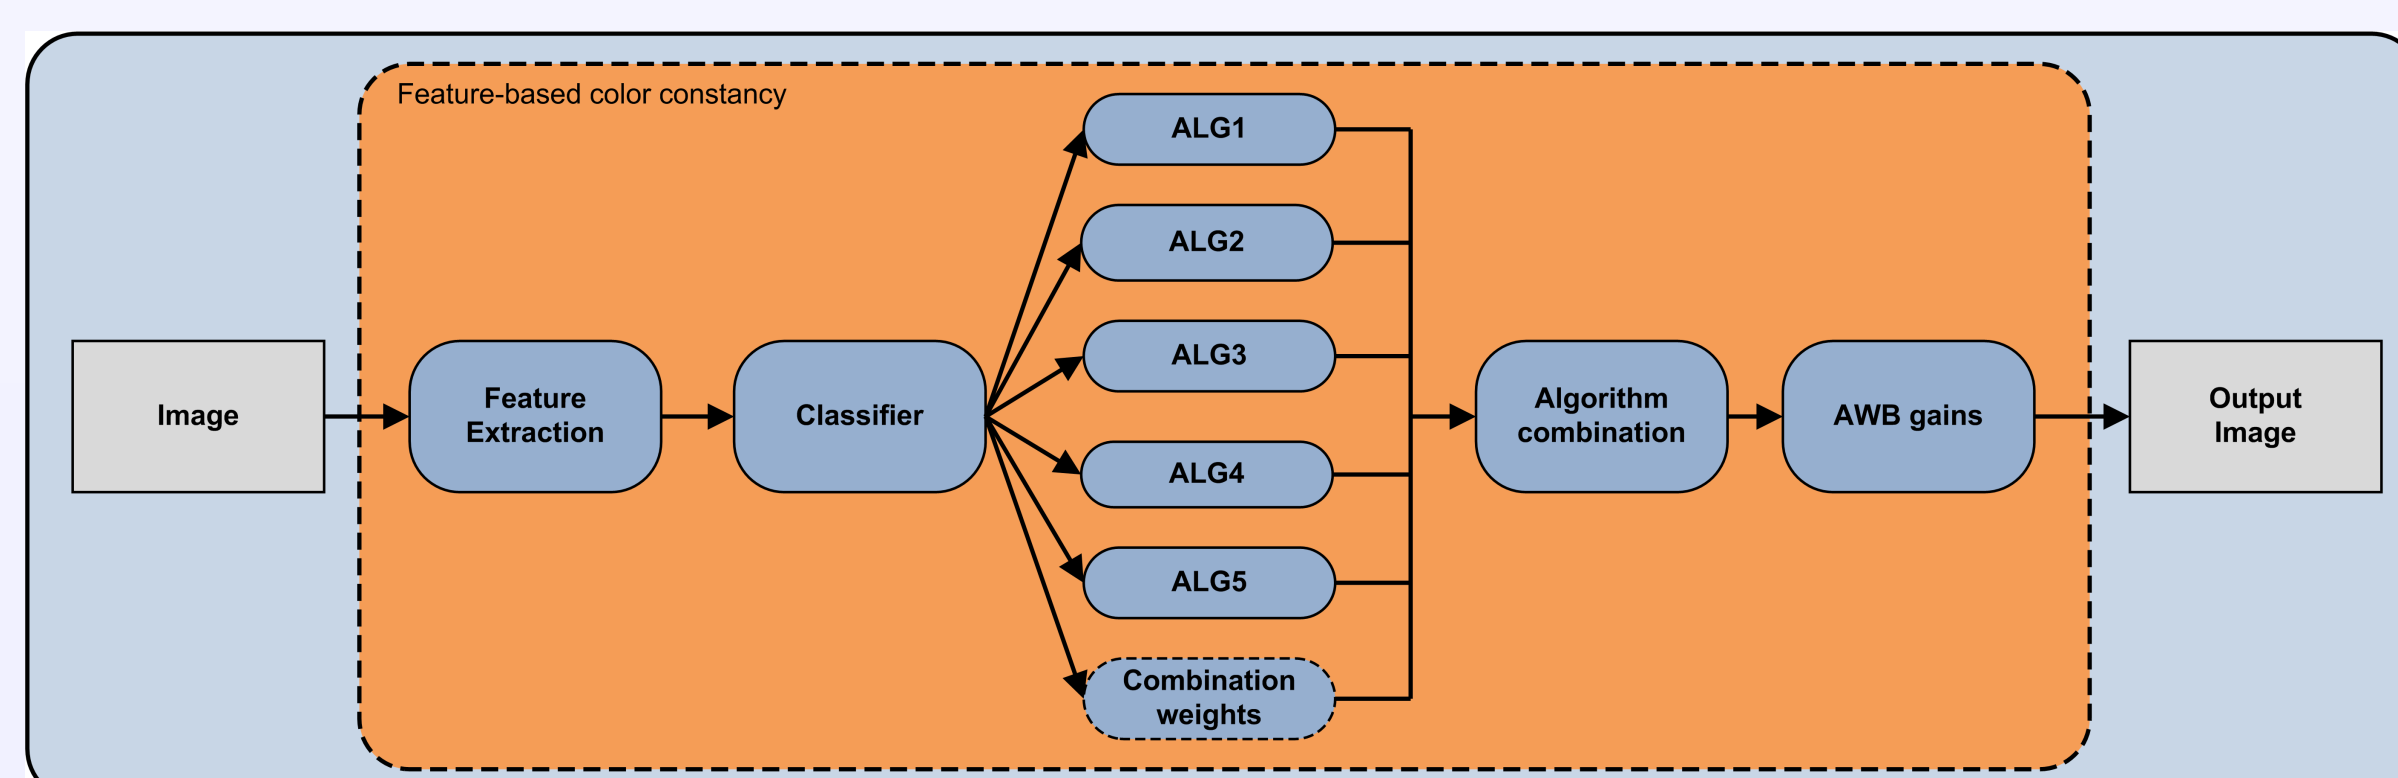 Feature-based color constancy
Image
Feature
Extraction
Classifier
ALG1
ALG2
ALG3
ALG4
ALG5
Combination
weights
Algorithm
combination
AWB gains
Output
Image